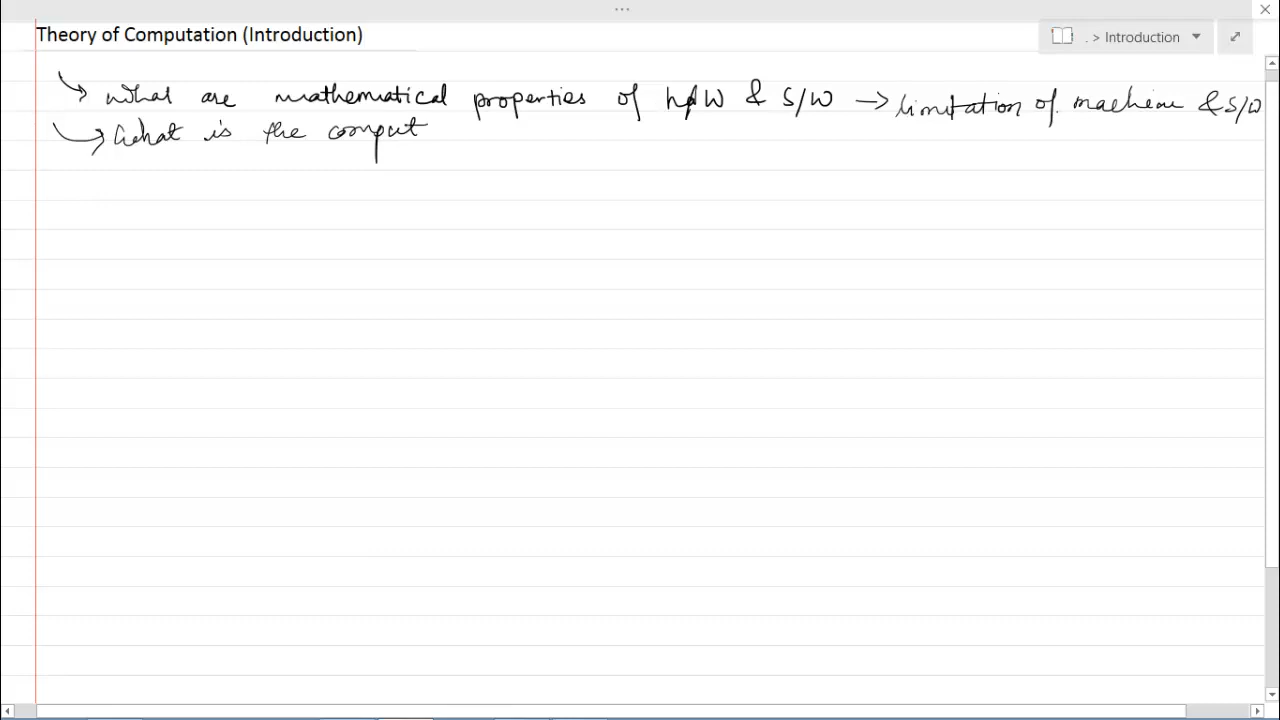 Theory of Computation (Introduction)
. > Introduction
What are mathematical properties of h/W & S/W → limitation of machine & S/W
What is the comput